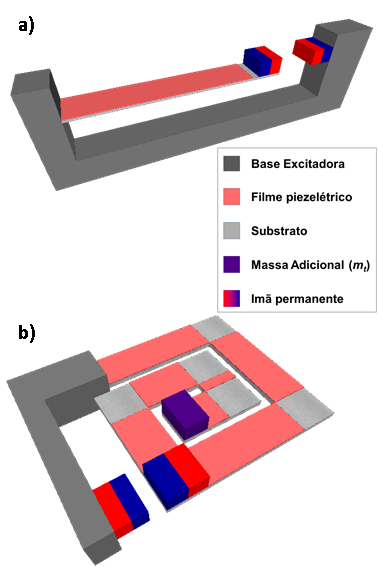 a)
Base Excitadora
Filme piezelétrico
Substrato
Massa Adicional (mt)
Imã permanente
b)